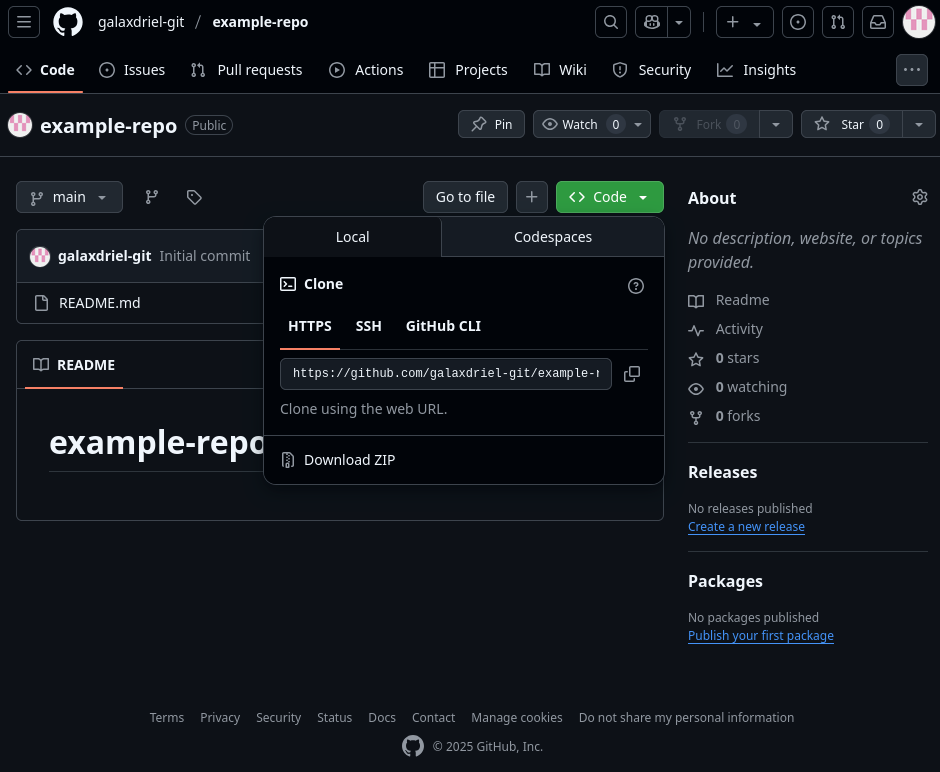 galaxdriel-git / example-repo
Code Issues Pull requests Actions Projects Wiki Security Insights
example-repo Public Pin Watch 0 Fork 0 Star 0
main Go to file Code
About
No description, website, or topics
provided.
Readme
Activity
0 stars
0 watching
0 forks
Releases
No releases published
Create a new release
Packages
No packages published
Publish your first package
galaxdriel-git Initial commit
README.md
README
example-repo
Local Codespaces
Clone
HTTPS SSH GitHub CLI
https://github.com/galaxdriel-git/example-r
Clone using the web URL.
Download ZIP
Terms Privacy Security Status Docs Contact Manage cookies Do not share my personal information
© 2025 GitHub, Inc.